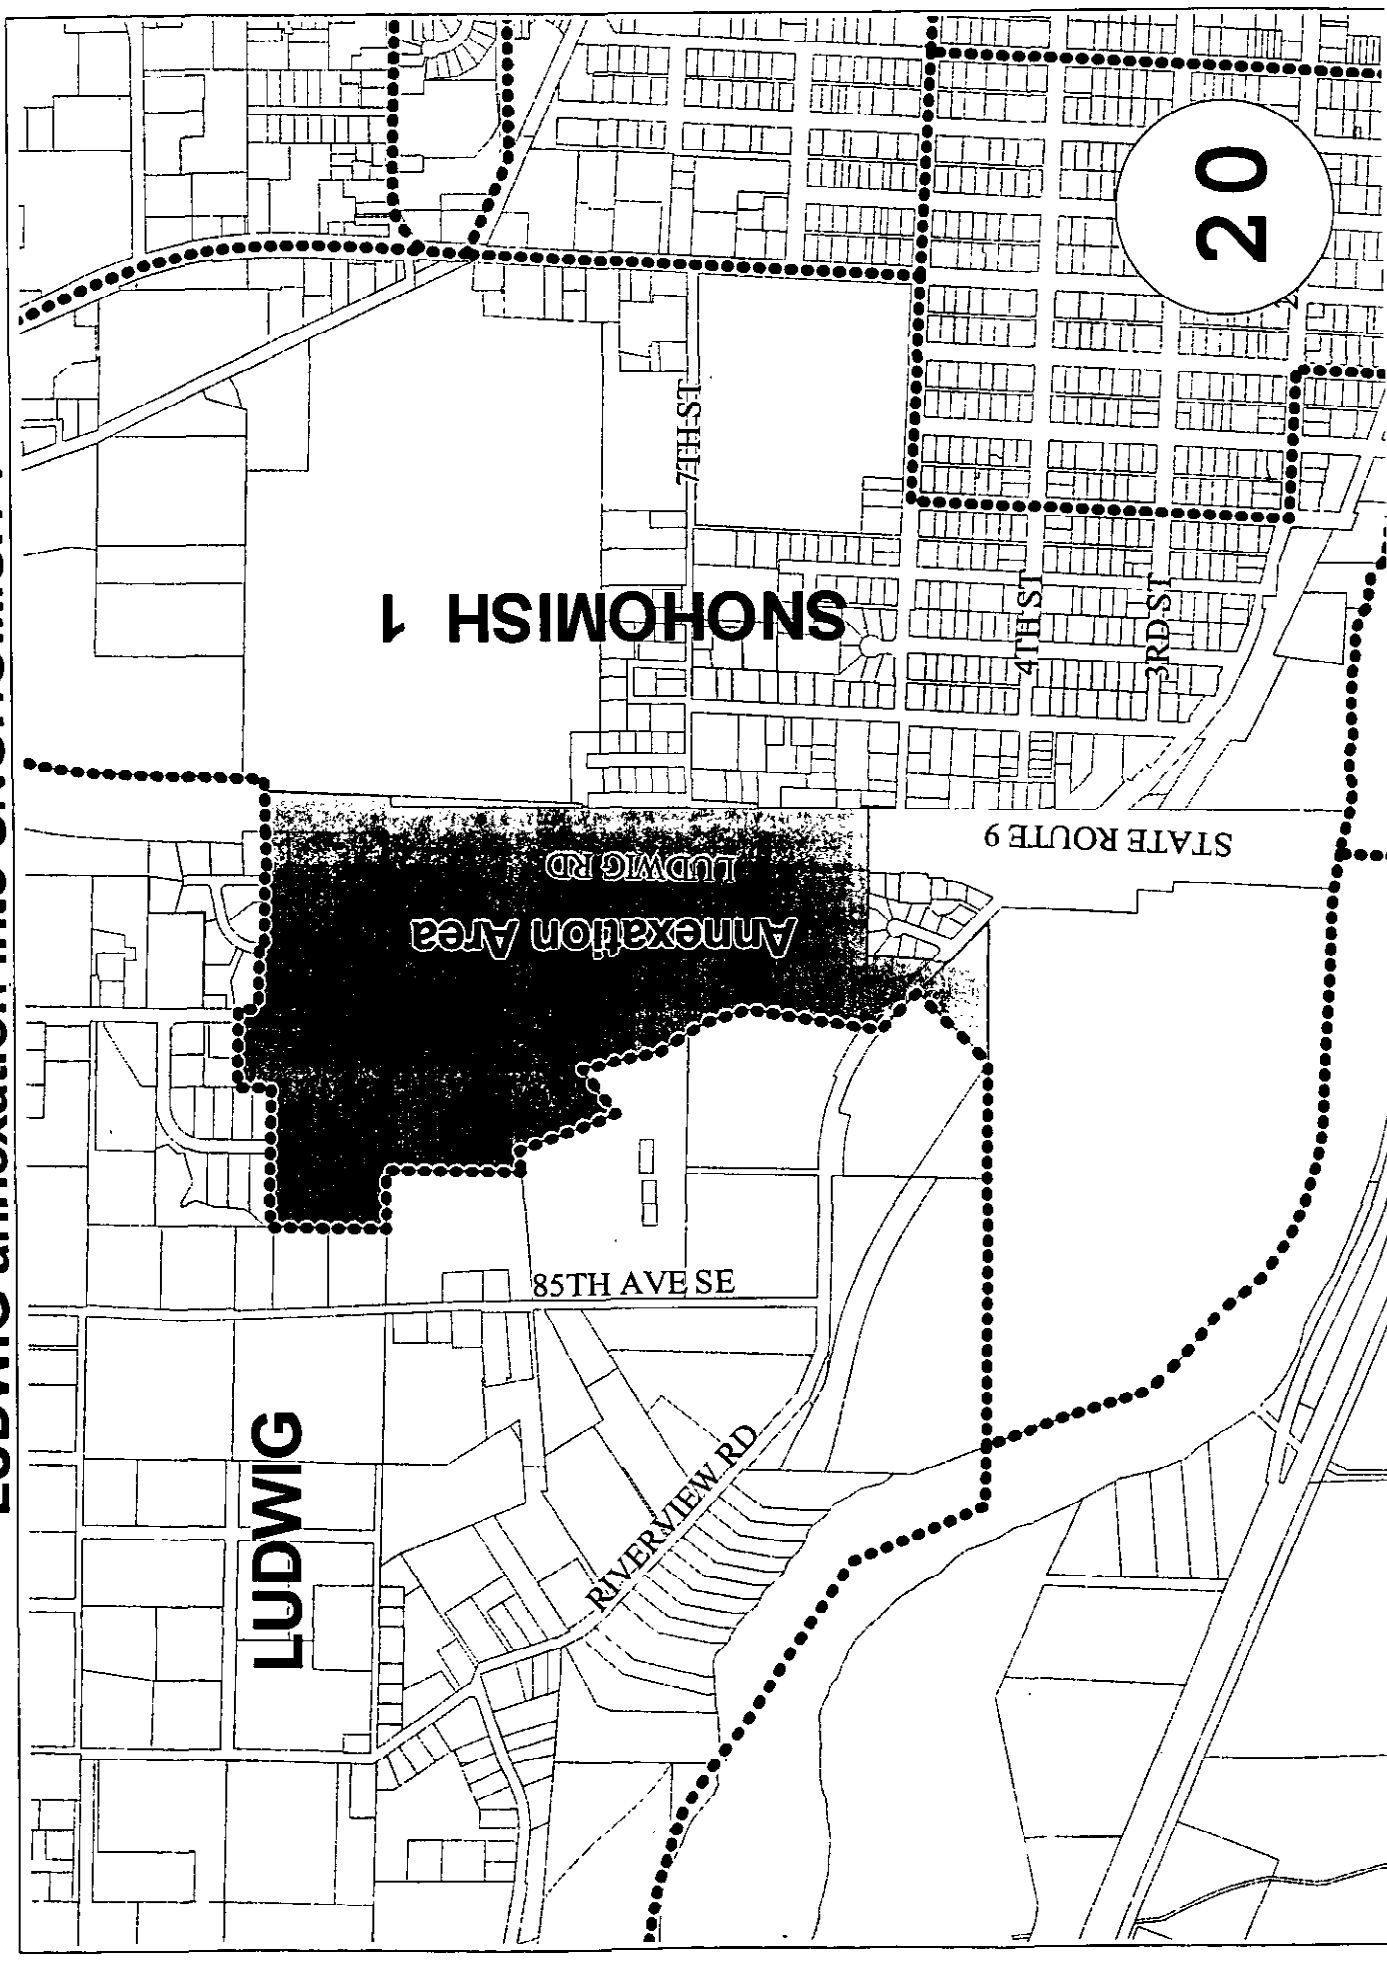 LUDWIG annexation into SNOHOMISH 1
20
7TH ST
SNOHOMISH 1
4TH ST
3RD ST
STATE ROUTE 9
LUDWIG RD
Annexation Area
85TH AVE SE
LUDWIG
RIVERVIEW RD